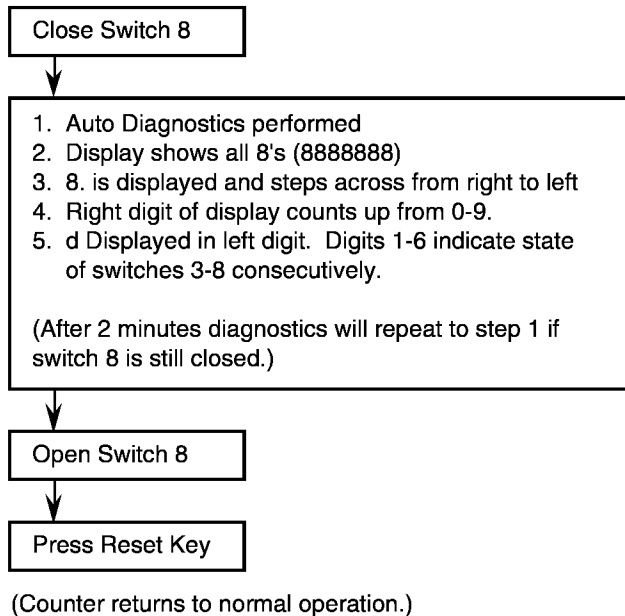 Close Switch 8
1. Auto Diagnostics performed
2. Display shows all 8's (8888888)
3. 8. is displayed and steps across from right to left
4. Right digit of display counts up from 0-9.
5. d Displayed in left digit. Digits 1-6 indicate state
of switches 3-8 consecutively.
(After 2 minutes diagnostics will repeat to step 1 if
switch 8 is still closed.)
Open Switch 8
Press Reset Key
(Counter returns to normal operation.)